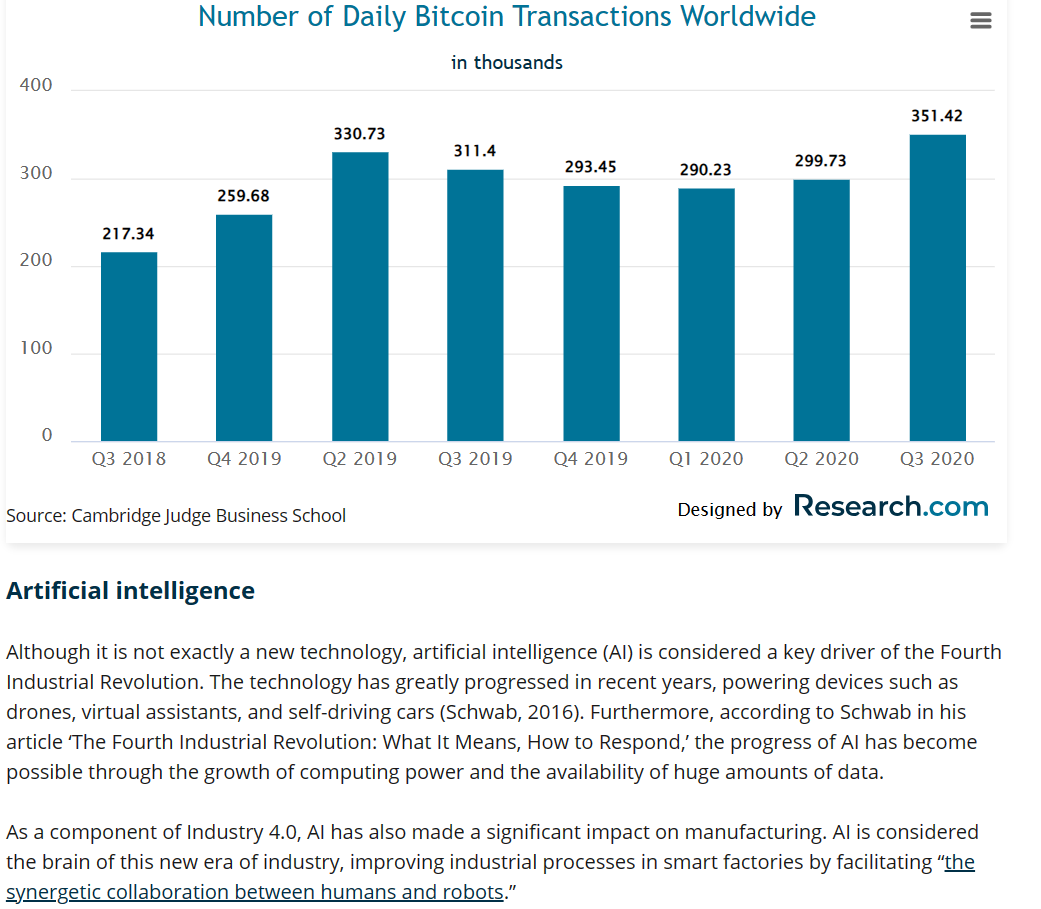 Number of Daily Bitcoin Transactions Worldwide
in thousands
400
300
200
100
0
217.34
259.68
330.73
311.4
293.45
290.23
299.73
351.42
Q3 2018
Q4 2019
Q2 2019
Q3 2019
Q4 2019
Q1 2020
Q2 2020
Q3 2020
Source: Cambridge Judge Business School
Designed by Research.com
Artificial intelligence
Although it is not exactly a new technology, artificial intelligence (AI) is considered a key driver of the Fourth
Industrial Revolution. The technology has greatly progressed in recent years, powering devices such as
drones, virtual assistants, and self-driving cars (Schwab, 2016). Furthermore, according to Schwab in his
article ‘The Fourth Industrial Revolution: What It Means, How to Respond,’ the progress of AI has become
possible through the growth of computing power and the availability of huge amounts of data.
As a component of Industry 4.0, AI has also made a significant impact on manufacturing. AI is considered
the brain of this new era of industry, improving industrial processes in smart factories by facilitating “the
synergetic collaboration between humans and robots.”